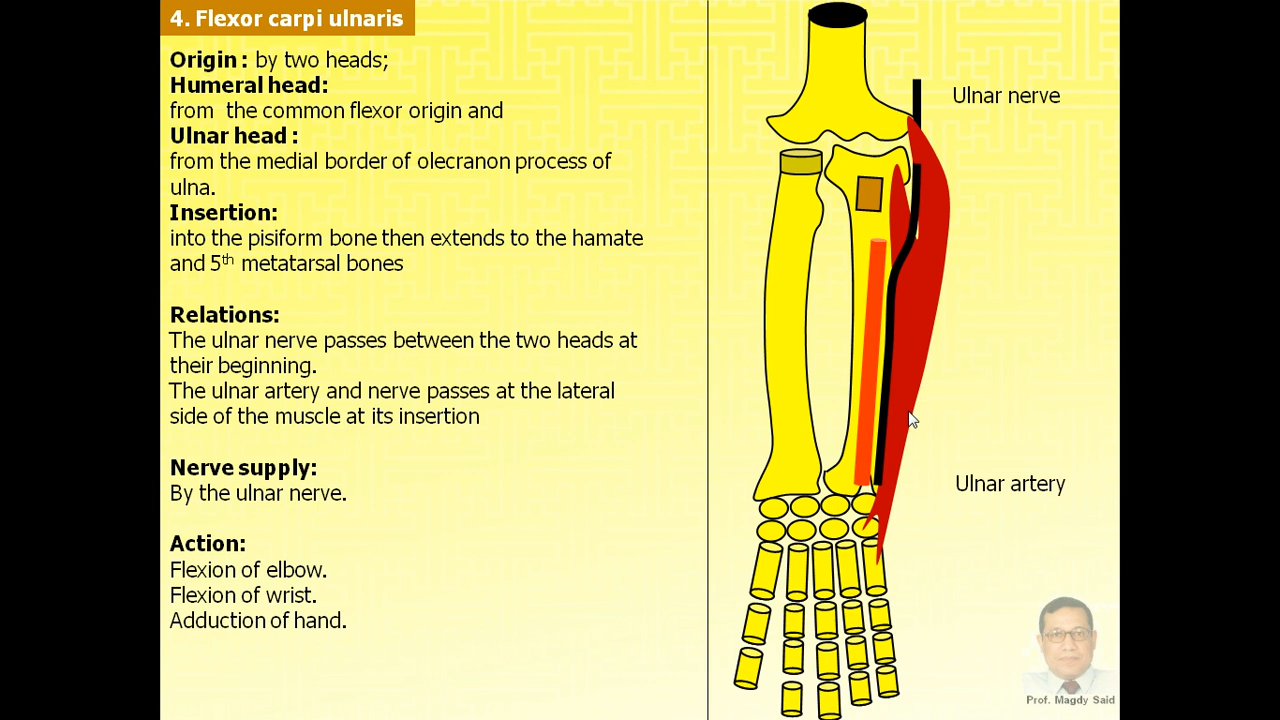 4. Flexor carpi ulnaris
Origin : by two heads;
Humeral head:
from the common flexor origin and
Ulnar head :
from the medial border of olecranon process of
ulna.
Insertion:
into the pisiform bone then extends to the hamate
and 5th metatarsal bones
Relations:
The ulnar nerve passes between the two heads at
their beginning.
The ulnar artery and nerve passes at the lateral
side of the muscle at its insertion
Nerve supply:
By the ulnar nerve.
Action:
Flexion of elbow.
Flexion of wrist.
Adduction of hand.
Ulnar nerve
Ulnar artery
Prof. Magdy Said